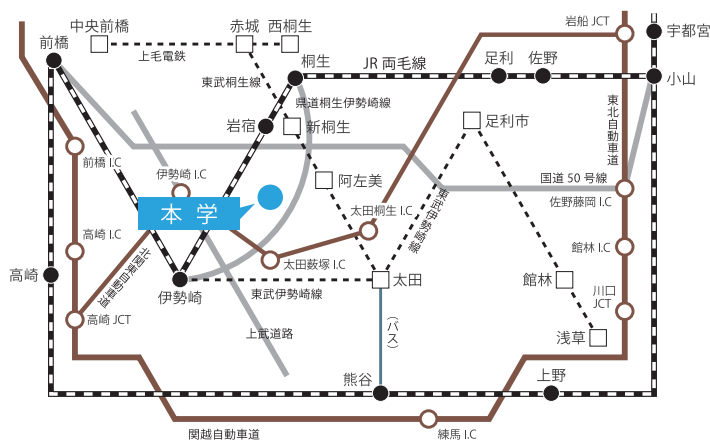 岩船 JCT
中央前橋
赤城
西桐生
宇都宮
前橋
上毛電鉄
桐生
JR 両毛線
足利
佐野
小山
東武桐生線
県道桐生伊勢崎線
東北自動車道
岩宿
新桐生
足利市
前橋 I.C
伊勢崎 I.C
阿左美
国道 50 号線
佐野藤岡 I.C
本 学
太田桐生 I.C
東武伊勢崎線
高崎 I.C
館林 I.C
北関東自動車道
太田薮塚 I.C
高崎
伊勢崎
東武伊勢崎線
太田
館林
川口
JCT
高崎 JCT
上武道路
(バス)
浅草
熊谷
上野
関越自動車道
練馬 I.C